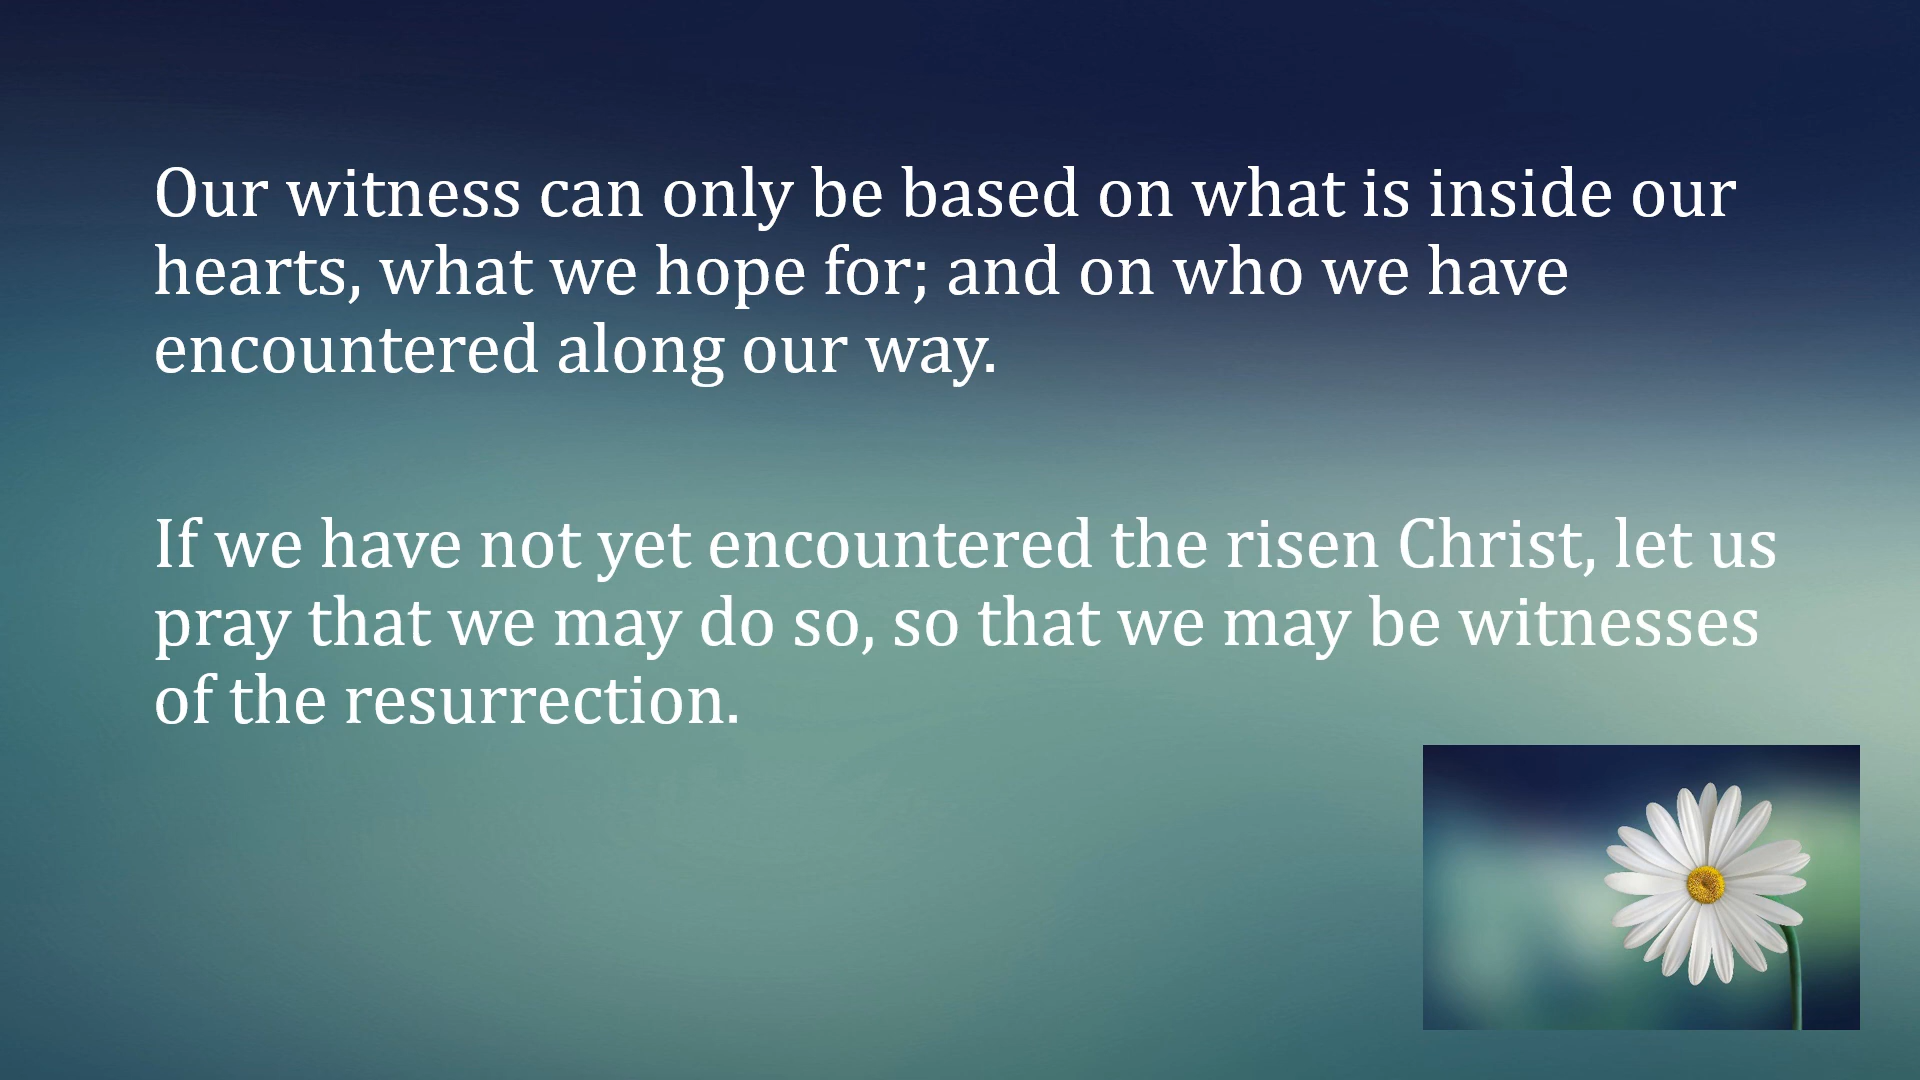 Our witness can only be based on what is inside our
hearts, what we hope for; and on who we have
encountered along our way.
If we have not yet encountered the risen Christ, let us
pray that we may do so, so that we may be witnesses
of the resurrection.